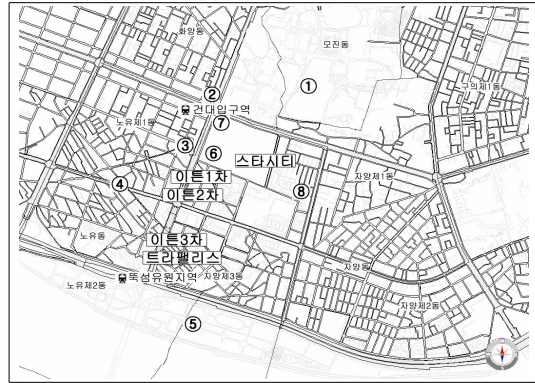 화양동
모진동
구의제1동
①
②
건대입구역
노유제1동
⑦
③
⑥
스타시티
이튼1차
자양제1동
④
⑧
이튼2차
노유동
이튼3차
트라팰리스
자양동
뚝섬유원지역
자양제3동
노유제2동
자양제2동
⑤